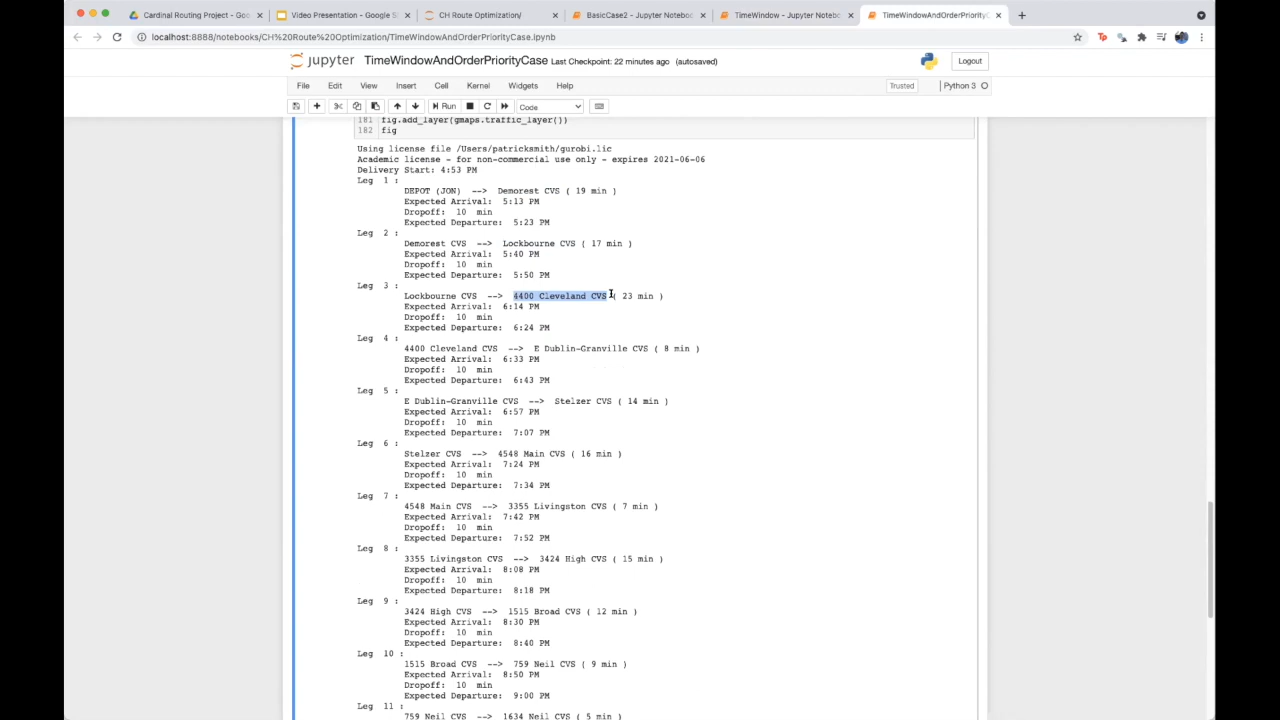 Cardinal Routing Project - Goo
Video Presentation - Google S
CH Route Optimization/
BasicCase2 - Jupyter Noteboo
TimeWindow - Jupyter Notebo
TimeWindowAndOrderPriorityC
localhost:8888/notebooks/CH%20Route%20Optimization/TimeWindowAndOrderPriorityCase.ipynb
jupyter TimeWindowAndOrderPriorityCase Last Checkpoint: 22 minutes ago (autosaved)
Logout
File Edit View Insert Cell Kernel Widgets Help
Trusted
Python 3
Run
Code
181 fig.add_layer(gmaps.traffic_layer())
182 fig
Using license file /Users/patricksmith/gurobi.lic
Academic license - for non-commercial use only - expires 2021-06-06
Delivery Start: 4:53 PM
Leg 1 :
DEPOT (JON) --> Demorest CVS ( 19 min )
Expected Arrival: 5:13 PM
Dropoff: 10 min
Expected Departure: 5:23 PM
Leg 2 :
Demorest CVS --> Lockbourne CVS ( 17 min )
Expected Arrival: 5:40 PM
Dropoff: 10 min
Expected Departure: 5:50 PM
Leg 3 :
Lockbourne CVS --> 4400 Cleveland CVS ( 23 min )
Expected Arrival: 6:14 PM
Dropoff: 10 min
Expected Departure: 6:24 PM
Leg 4 :
4400 Cleveland CVS --> E Dublin-Granville CVS ( 8 min )
Expected Arrival: 6:33 PM
Dropoff: 10 min
Expected Departure: 6:43 PM
Leg 5 :
E Dublin-Granville CVS --> Stelzer CVS ( 14 min )
Expected Arrival: 6:57 PM
Dropoff: 10 min
Expected Departure: 7:07 PM
Leg 6 :
Stelzer CVS --> 4548 Main CVS ( 16 min )
Expected Arrival: 7:24 PM
Dropoff: 10 min
Expected Departure: 7:34 PM
Leg 7 :
4548 Main CVS --> 3355 Livingston CVS ( 7 min )
Expected Arrival: 7:42 PM
Dropoff: 10 min
Expected Departure: 7:52 PM
Leg 8 :
3355 Livingston CVS --> 3424 High CVS ( 15 min )
Expected Arrival: 8:08 PM
Dropoff: 10 min
Expected Departure: 8:18 PM
Leg 9 :
3424 High CVS --> 1515 Broad CVS ( 12 min )
Expected Arrival: 8:30 PM
Dropoff: 10 min
Expected Departure: 8:40 PM
Leg 10 :
1515 Broad CVS --> 759 Neil CVS ( 9 min )
Expected Arrival: 8:50 PM
Dropoff: 10 min
Expected Departure: 9:00 PM
Leg 11 :
759 Neil CVS --> 1634 Neil CVS ( 5 min )